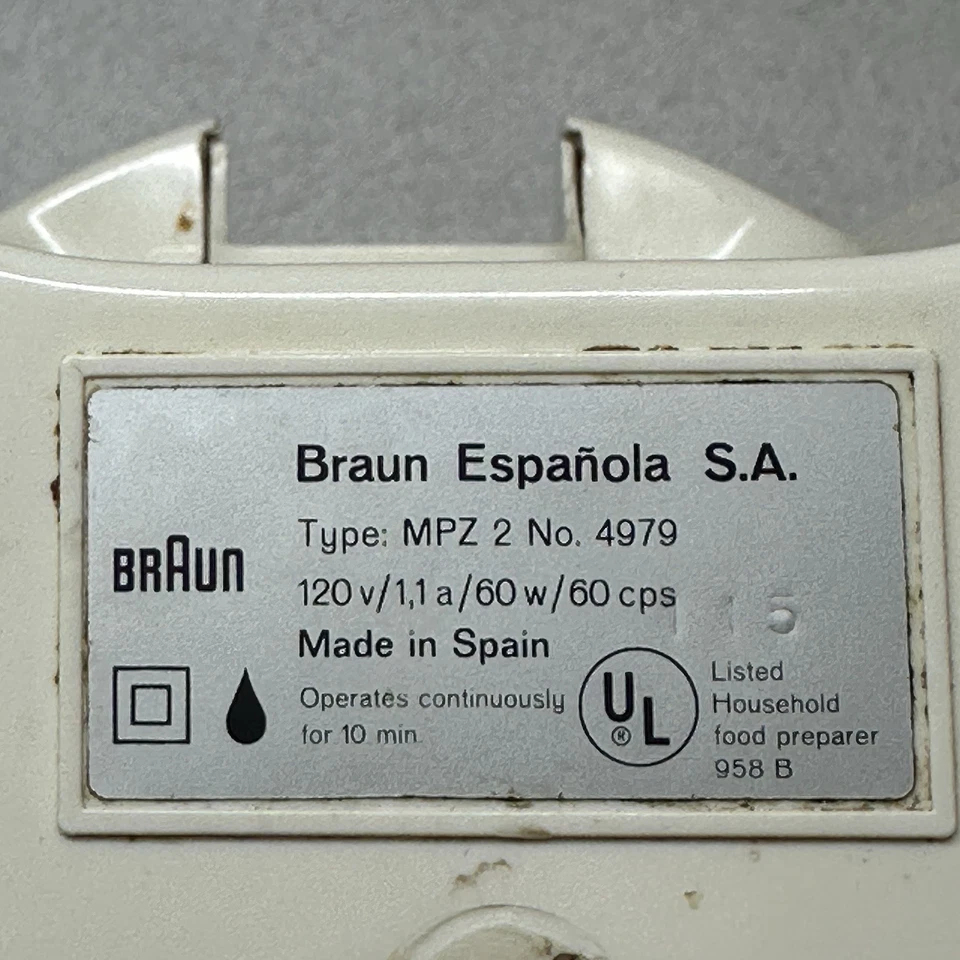 Braun Española S.A.
Type: MPZ 2 No. 4979
BRAUN
120 v/1,1 a/60 w/60 cps
115
Made in Spain
Operates continuously
for 10 min.
UL
®
Listed
Household
food preparer
958 B